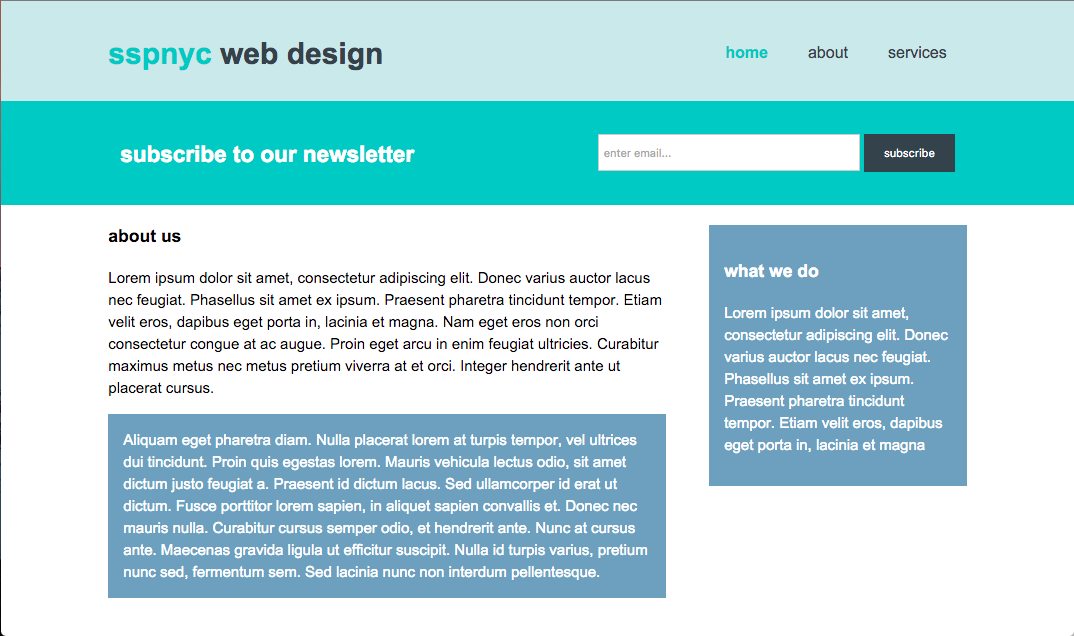 sspnyc web design
home about services
subscribe to our newsletter
enter email...
subscribe
about us
Lorem ipsum dolor sit amet, consectetur adipiscing elit. Donec varius auctor lacus
nec feugiat. Phasellus sit amet ex ipsum. Praesent pharetra tincidunt tempor. Etiam
velit eros, dapibus eget porta in, lacinia et magna. Nam eget eros non orci
consectetur congue at ac augue. Proin eget arcu in enim feugiat ultricies. Curabitur
maximus metus nec metus pretium viverra at et orci. Integer hendrerit ante ut
placerat cursus.
Aliquam eget pharetra diam. Nulla placerat lorem at turpis tempor, vel ultrices
dui tincidunt. Proin quis egestas lorem. Mauris vehicula lectus odio, sit amet
dictum justo feugiat a. Praesent id dictum lacus. Sed ullamcorper id erat ut
dictum. Fusce porttitor lorem sapien, in aliquet sapien convallis et. Donec nec
mauris nulla. Curabitur cursus semper odio, et hendrerit ante. Nunc at cursus
ante. Maecenas gravida ligula ut efficitur suscipit. Nulla id turpis varius, pretium
nunc sed, fermentum sem. Sed lacinia nunc non interdum pellentesque.
what we do
Lorem ipsum dolor sit amet,
consectetur adipiscing elit. Donec
varius auctor lacus nec feugiat.
Phasellus sit amet ex ipsum.
Praesent pharetra tincidunt
tempor. Etiam velit eros, dapibus
eget porta in, lacinia et magna